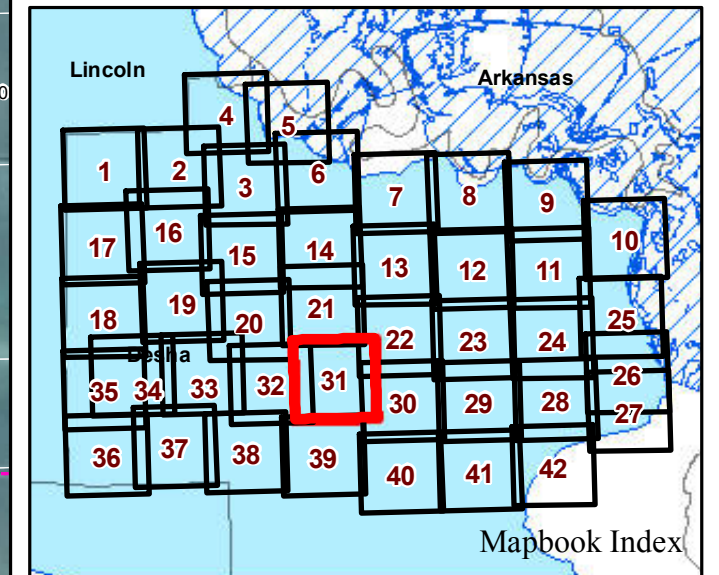 Lincoln
Arkansas
0
4
5
1 2 3 6 7 8 9
17 16 15 14 13 12 11 10
18 19 20 21 22 23 24 25
Desha
35 34 33 32 31 30 29 28 26
27
36 37 38 39 40 41 42
Mapbook Index